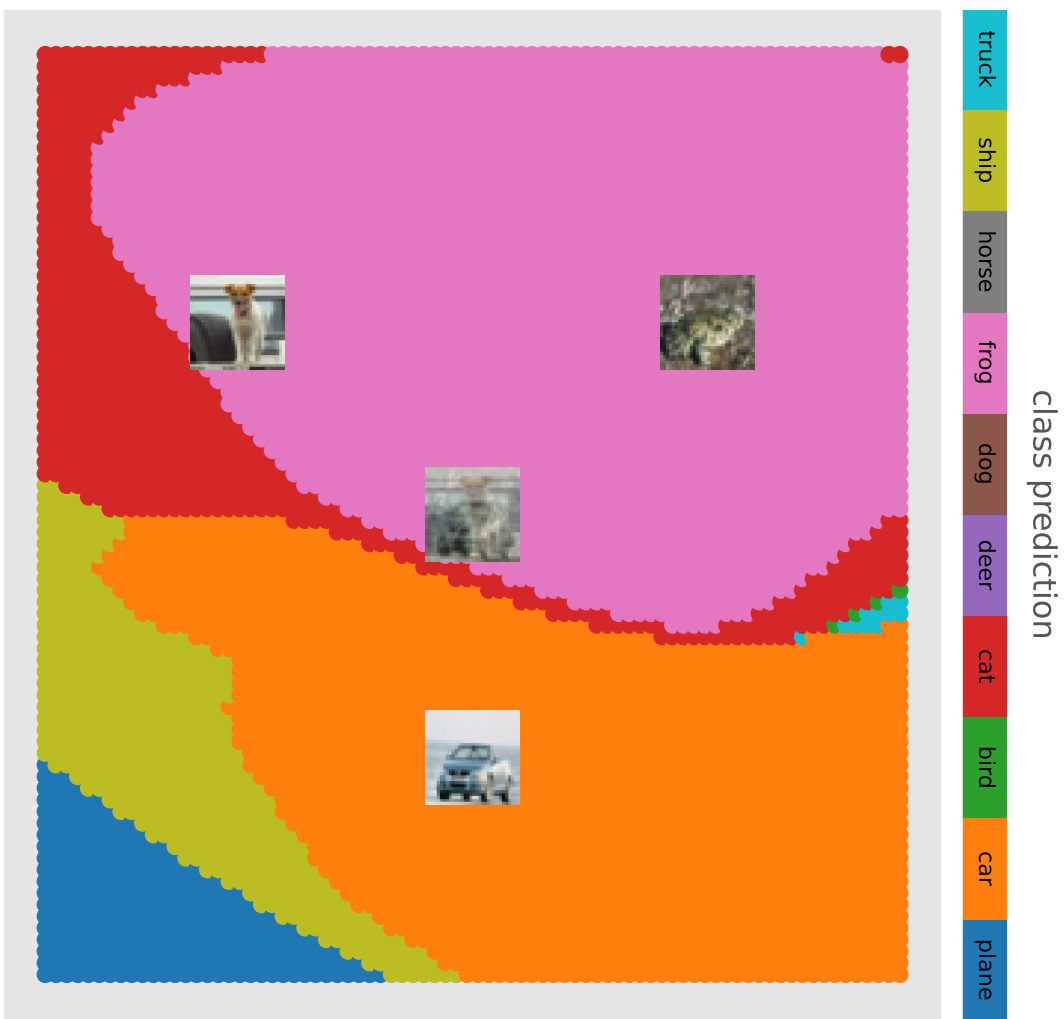 truck
ship
horse
frog
dog
deer
cat
bird
car
plane
class prediction